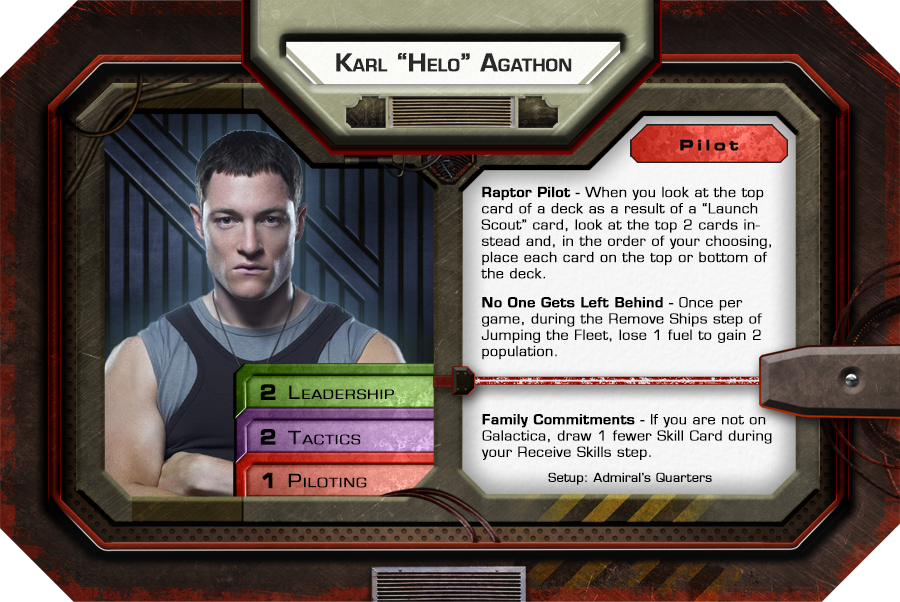 Karl “Helo” Agathon
Pilot
Raptor Pilot - When you look at the top
card of a deck as a result of a “Launch
Scout” card, look at the top 2 cards in-
stead and, in the order of your choosing,
place each card on the top or bottom of
the deck.
No One Gets Left Behind - Once per
game, during the Remove Ships step of
Jumping the Fleet, lose 1 fuel to gain 2
population.
Family Commitments - If you are not on
Galactica, draw 1 fewer Skill Card during
your Receive Skills step.
Setup: Admiral's Quarters
2 Leadership
2 Tactics
1 Piloting